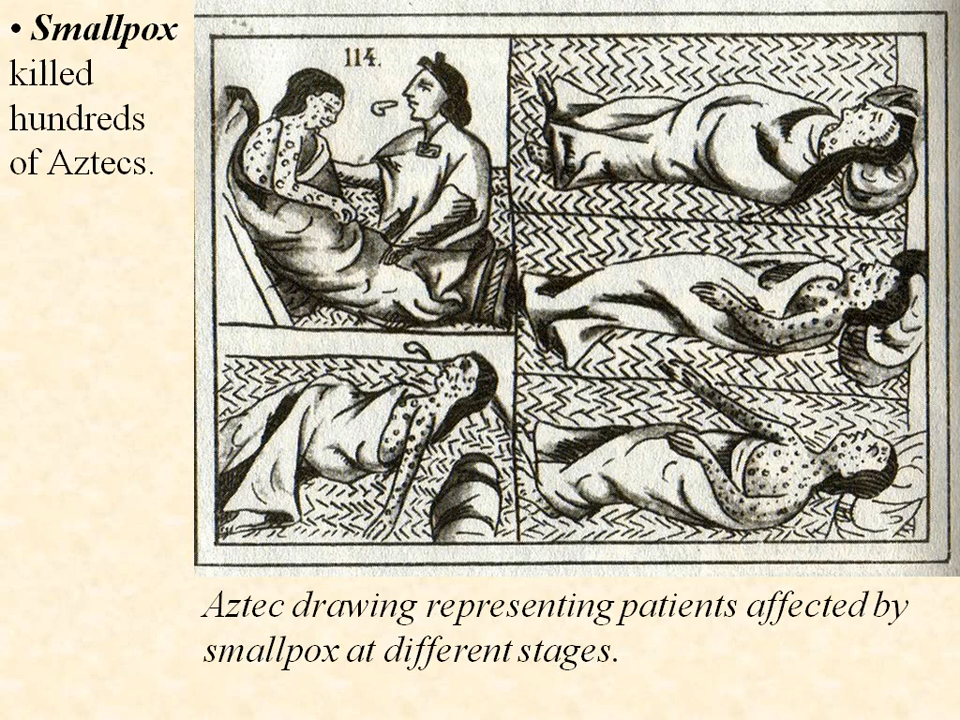 • Smallpox
killed
hundreds
of Aztecs.
114.
Aztec drawing representing patients affected by
smallpox at different stages.